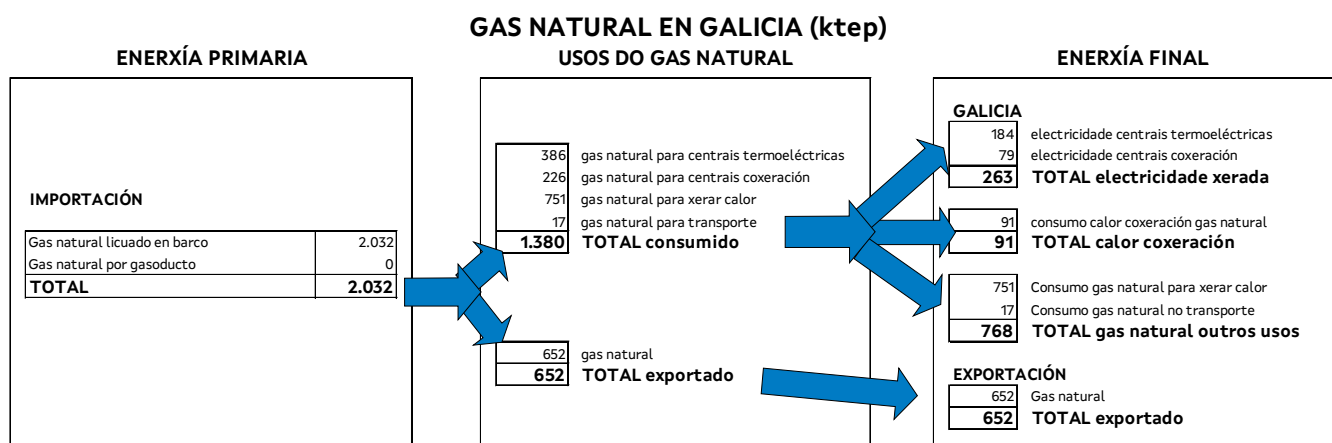 GAS NATURAL EN GALICIA (ktep)
ENERXÍA PRIMARIA
IMPORTACIÓN
Gas natural licuado en barco 2.032
Gas natural por gasoducto 0
TOTAL 2.032
USOS DO GAS NATURAL
386 gas natural para centrais termoeléctricas
226 gas natural para centrais coxeración
751 gas natural para xerar calor
17 gas natural para transporte
1.380 TOTAL consumido
652 gas natural
652 TOTAL exportado
ENERXÍA FINAL
GALICIA
184 electricidade centrais termoeléctricas
79 electricidade centrais coxeración
263 TOTAL electricidade xerada
91 consumo calor coxeración gas natural
91 TOTAL calor coxeración
751 Consumo gas natural para xerar calor
17 Consumo gas natural no transporte
768 TOTAL gas natural outros usos
EXPORTACIÓN
652 Gas natural
652 TOTAL exportado